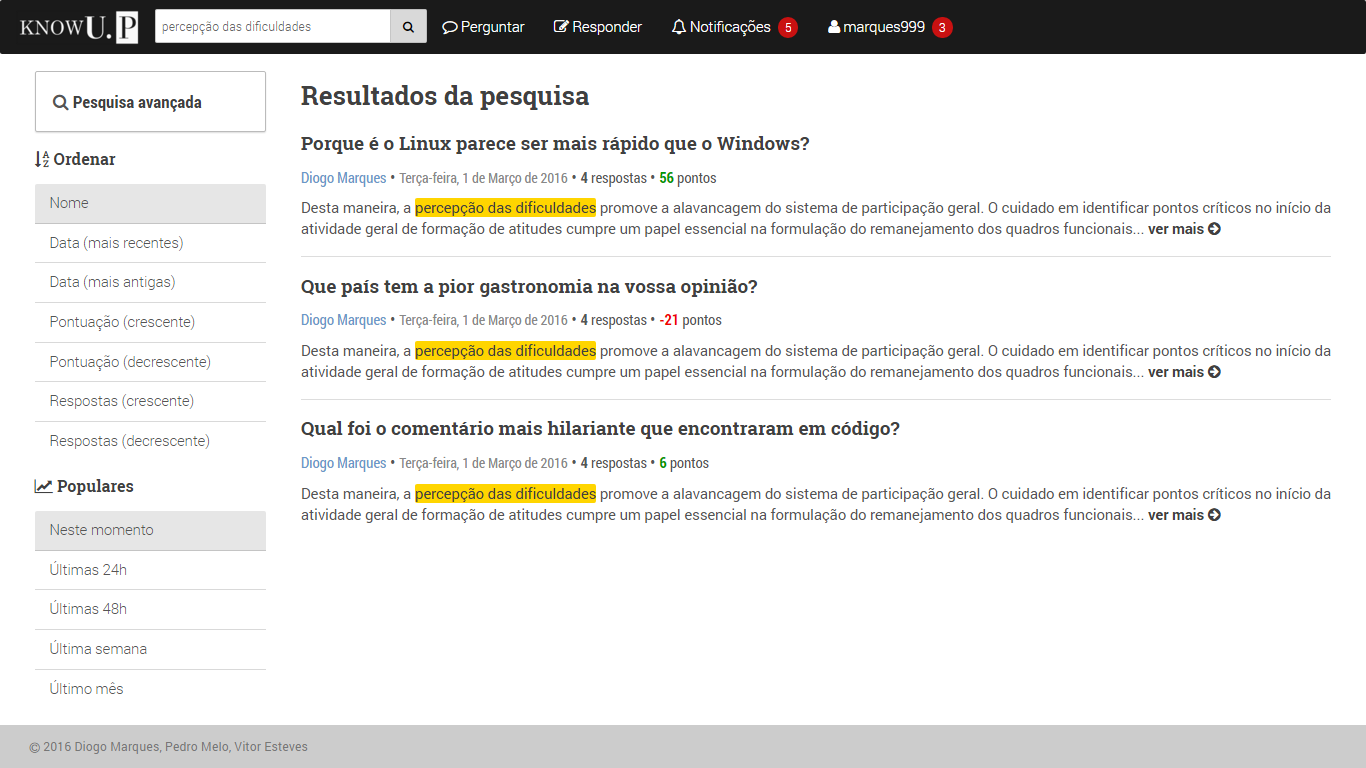 KNOWU.P
percepção das dificuldades
Perguntar
Responder
Notificações 5
marques999 3
Pesquisa avançada
Ordenar
Nome
Data (mais recentes)
Data (mais antigas)
Pontuação (crescente)
Pontuação (decrescente)
Respostas (crescente)
Respostas (decrescente)
Populares
Neste momento
Últimas 24h
Últimas 48h
Última semana
Último mês
Resultados da pesquisa
Porque é o Linux parece ser mais rápido que o Windows?
Diogo Marques • Terça-feira, 1 de Março de 2016 • 4 respostas • 56 pontos
Desta maneira, a percepção das dificuldades promove a alavancagem do sistema de participação geral. O cuidado em identificar pontos críticos no início da
atividade geral de formação de atitudes cumpre um papel essencial na formulação do remanejamento dos quadros funcionais... ver mais
Que país tem a pior gastronomia na vossa opinião?
Diogo Marques • Terça-feira, 1 de Março de 2016 • 4 respostas • -21 pontos
Desta maneira, a percepção das dificuldades promove a alavancagem do sistema de participação geral. O cuidado em identificar pontos críticos no início da
atividade geral de formação de atitudes cumpre um papel essencial na formulação do remanejamento dos quadros funcionais... ver mais
Qual foi o comentário mais hilariante que encontraram em código?
Diogo Marques • Terça-feira, 1 de Março de 2016 • 4 respostas • 6 pontos
Desta maneira, a percepção das dificuldades promove a alavancagem do sistema de participação geral. O cuidado em identificar pontos críticos no início da
atividade geral de formação de atitudes cumpre um papel essencial na formulação do remanejamento dos quadros funcionais... ver mais
© 2016 Diogo Marques, Pedro Melo, Vitor Esteves